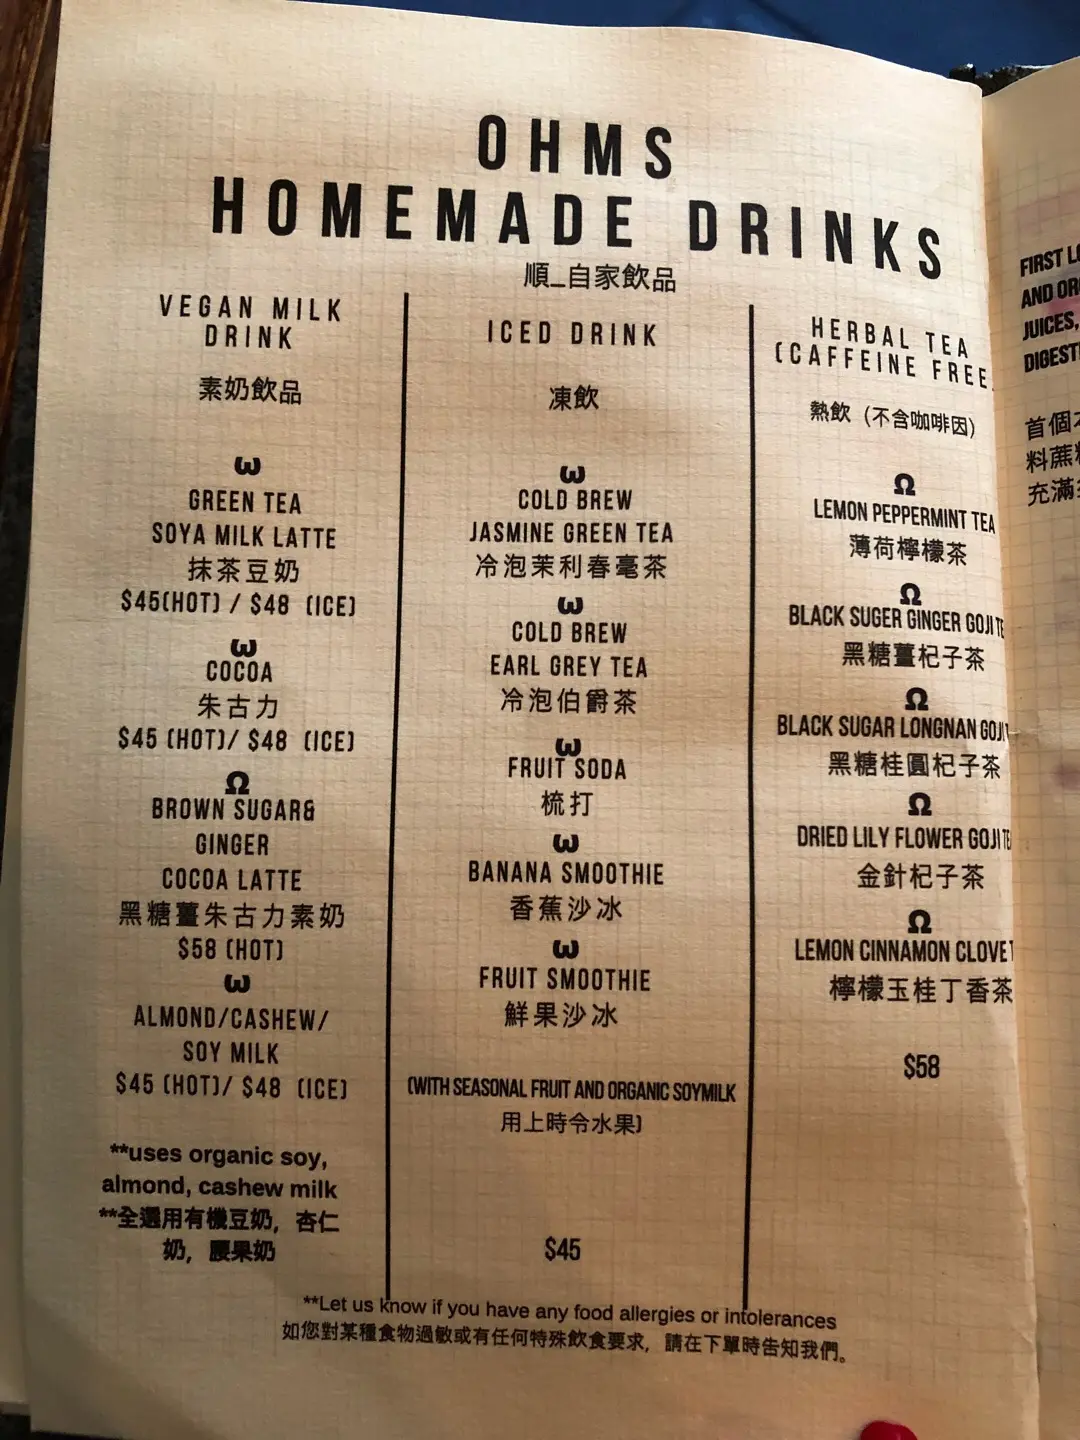 OHMS
HOMEMADE DRINKS
順_自家飲品
VEGAN MILK
DRINK
素奶飲品
ω
GREEN TEA
SOYA MILK LATTE
抹茶豆奶
$45(HOT) / $48 (ICE)
ω
COCOA
朱古力
$45 (HOT)/ $48 (ICE)
Ω
BROWN SUGAR&
GINGER
COCOA LATTE
黑糖薑朱古力素奶
$58 (HOT)
ω
ALMOND/CASHEW/
SOY MILK
$45 (HOT)/ $48 (ICE)
**uses organic soy,
almond, cashew milk
**全選用有機豆奶，杏仁
奶，腰果奶
ICED DRINK
凍飲
ω
COLD BREW
JASMINE GREEN TEA
冷泡茉利春毫茶
ω
COLD BREW
EARL GREY TEA
冷泡伯爵茶
ω
FRUIT SODA
梳打
ω
BANANA SMOOTHIE
香蕉沙冰
ω
FRUIT SMOOTHIE
鮮果沙冰
(WITH SEASONAL FRUIT AND ORGANIC SOYMILK
用上時令水果)
$45
HERBAL TEA
(CAFFEINE FREE
熱飲（不含咖啡因）
Ω
LEMON PEPPERMINT TEA
薄荷檸檬茶
Ω
BLACK SUGER GINGER GOJI TE
黑糖薑杞子茶
Ω
BLACK SUGAR LONGNAN GOJI
黑糖桂圓杞子茶
Ω
DRIED LILY FLOWER GOJI TE
金針杞子茶
Ω
LEMON CINNAMON CLOVE T
檸檬玉桂丁香茶
$58
**Let us know if you have any food allergies or intolerances
如您對某種食物過敏或有任何特殊飲食要求，請在下單時告知我們。
FIRST
AND
JUICES,
首個
料蔗
充滿